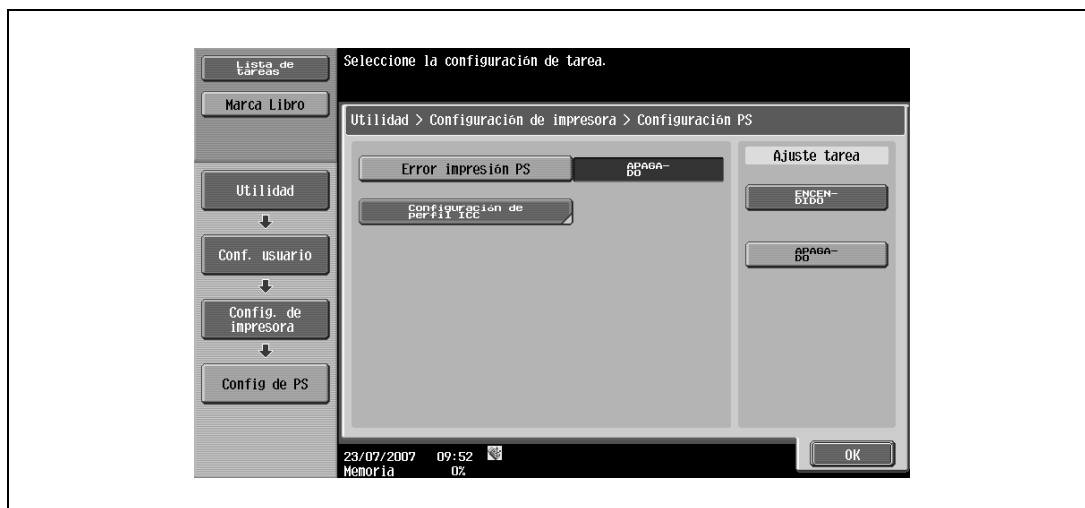 Lista de
tareas
Seleccione la configuración de tarea.
Marca Libro
Utilidad > Configuración de impresora > Configuración PS
Error impresión PS
APAGA-
DO
Configuración de
perfil ICC
Ajuste tarea
ENCEN-
DIDO
APAGA-
DO
Utilidad
Conf. usuario
Config. de
impresora
Config de PS
23/07/2007 09:52
Memoria 0%
OK